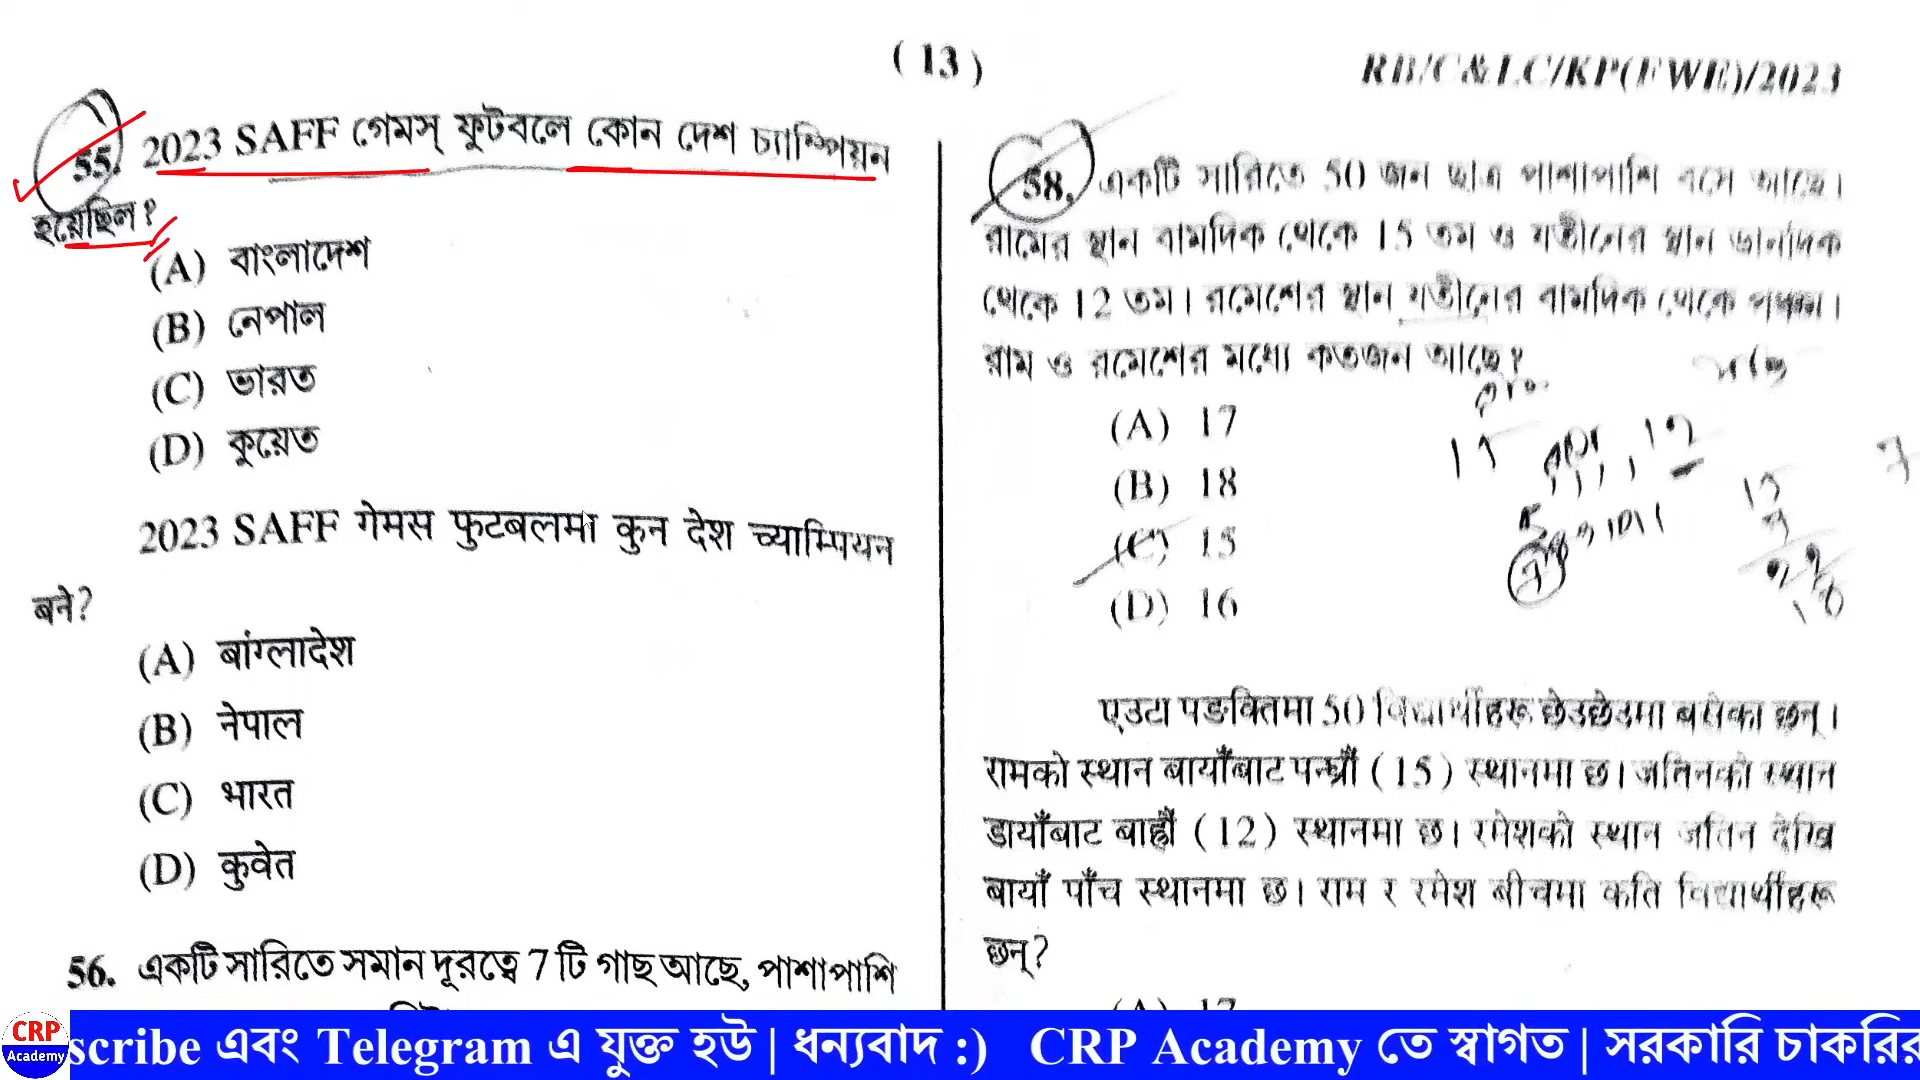 ( 13 )
RB/C&LC/KP(FWE)/2023
55. 2023 SAFF গেমস্ ফুটবলে কোন দেশ চ্যাম্পিয়ন
হয়েছিল ?
(A) বাংলাদেশ
(B) নেপাল
(C) ভারত
(D) কুয়েত
2023 SAFF गेमस फुटबलमा कुन देश च्याम्पियन
बने?
(A) बांग्लादेश
(B) नेपाल
(C) भारत
(D) कुवेत
56. একটি সারিতে সমান দূরত্বে 7 টি গাছ আছে, পাশাপাশি
58. একটি সারিতে 50 জন ছাত্র পাশাপাশি বসে আছে।
রামের স্থান বামদিক থেকে 15 তম ও যতীনের স্থান ডানদিক
থেকে 12 তম। রমেশের স্থান যতীনের বামদিক থেকে পঞ্চম।
রাম ও রমেশের মধ্যে কতজন আছে ?
(A) 17
(B) 18
(C) 15
(D) 16
एउटा पङक्तिमा 50 विद्यार्थीहरू छेउछेउमा बसेका छन् ।
रामको स्थान बायाँबाट पन्ध्रौं (15) स्थानमा छ। जतिनको स्थान
डायाँबाट बाह्रौं (12) स्थानमा छ। रमेशको स्थान जतिन देखि
बायाँ पाँच स्थानमा छ। राम र रमेश बीचमा कति विद्यार्थीहरू
छन् ?
(A) 17
CRP
Academy
scribe এবং Telegram এ যুক্ত হউ | ধন্যবাদ :) CRP Academy তে স্বাগত | সরকারি চাকরির